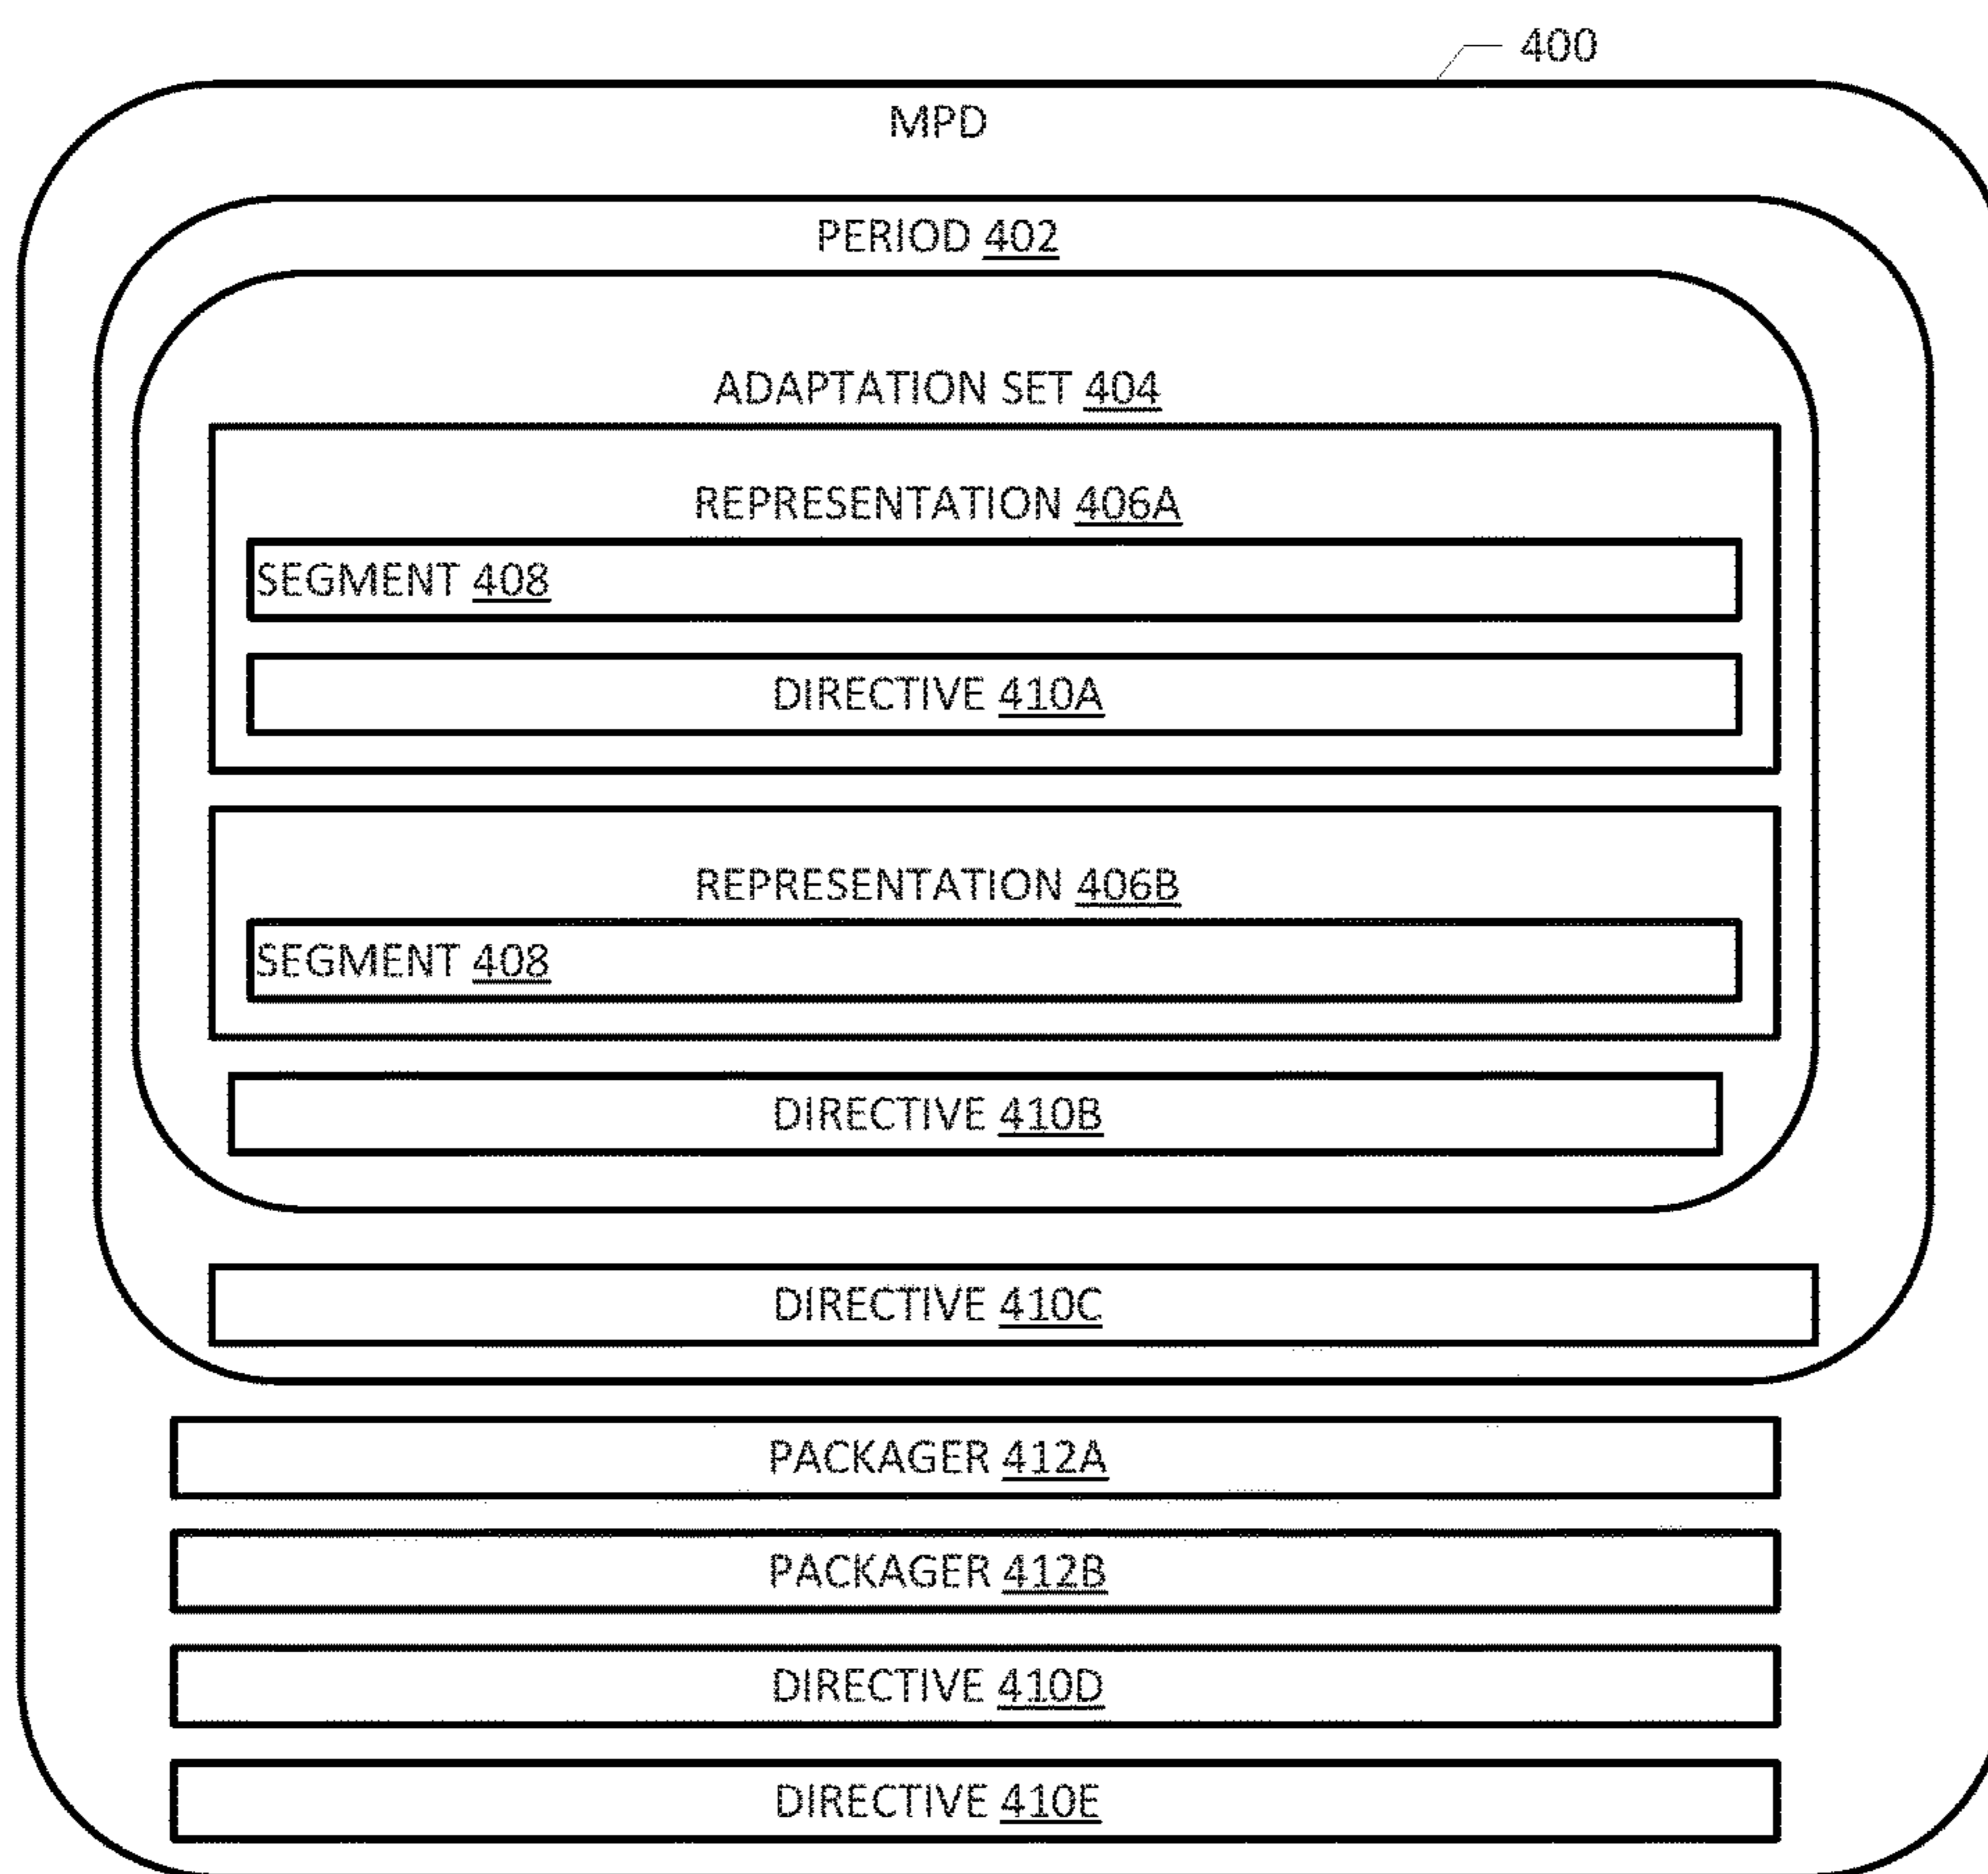 400
MPD
PERIOD 402
ADAPTATION SET 404
REPRESENTATION 406A
SEGMENT 408
DIRECTIVE 410A
REPRESENTATION 406B
SEGMENT 408
DIRECTIVE 410B
DIRECTIVE 410C
PACKAGER 412A
PACKAGER 412B
DIRECTIVE 410D
DIRECTIVE 410E